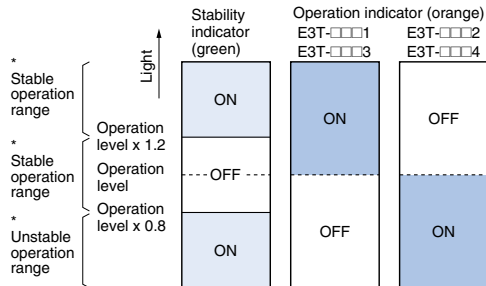 Stability indicator (green)
Operation indicator (orange)
E3T-□□□1
E3T-□□□3
E3T-□□□2
E3T-□□□4
Light
*
Stable
operation
range
*
Stable
operation
range
*
Unstable
operation
range
Operation
level x 1.2
Operation
level
Operation
level x 0.8
ON
OFF
ON
ON
OFF
OFF
ON